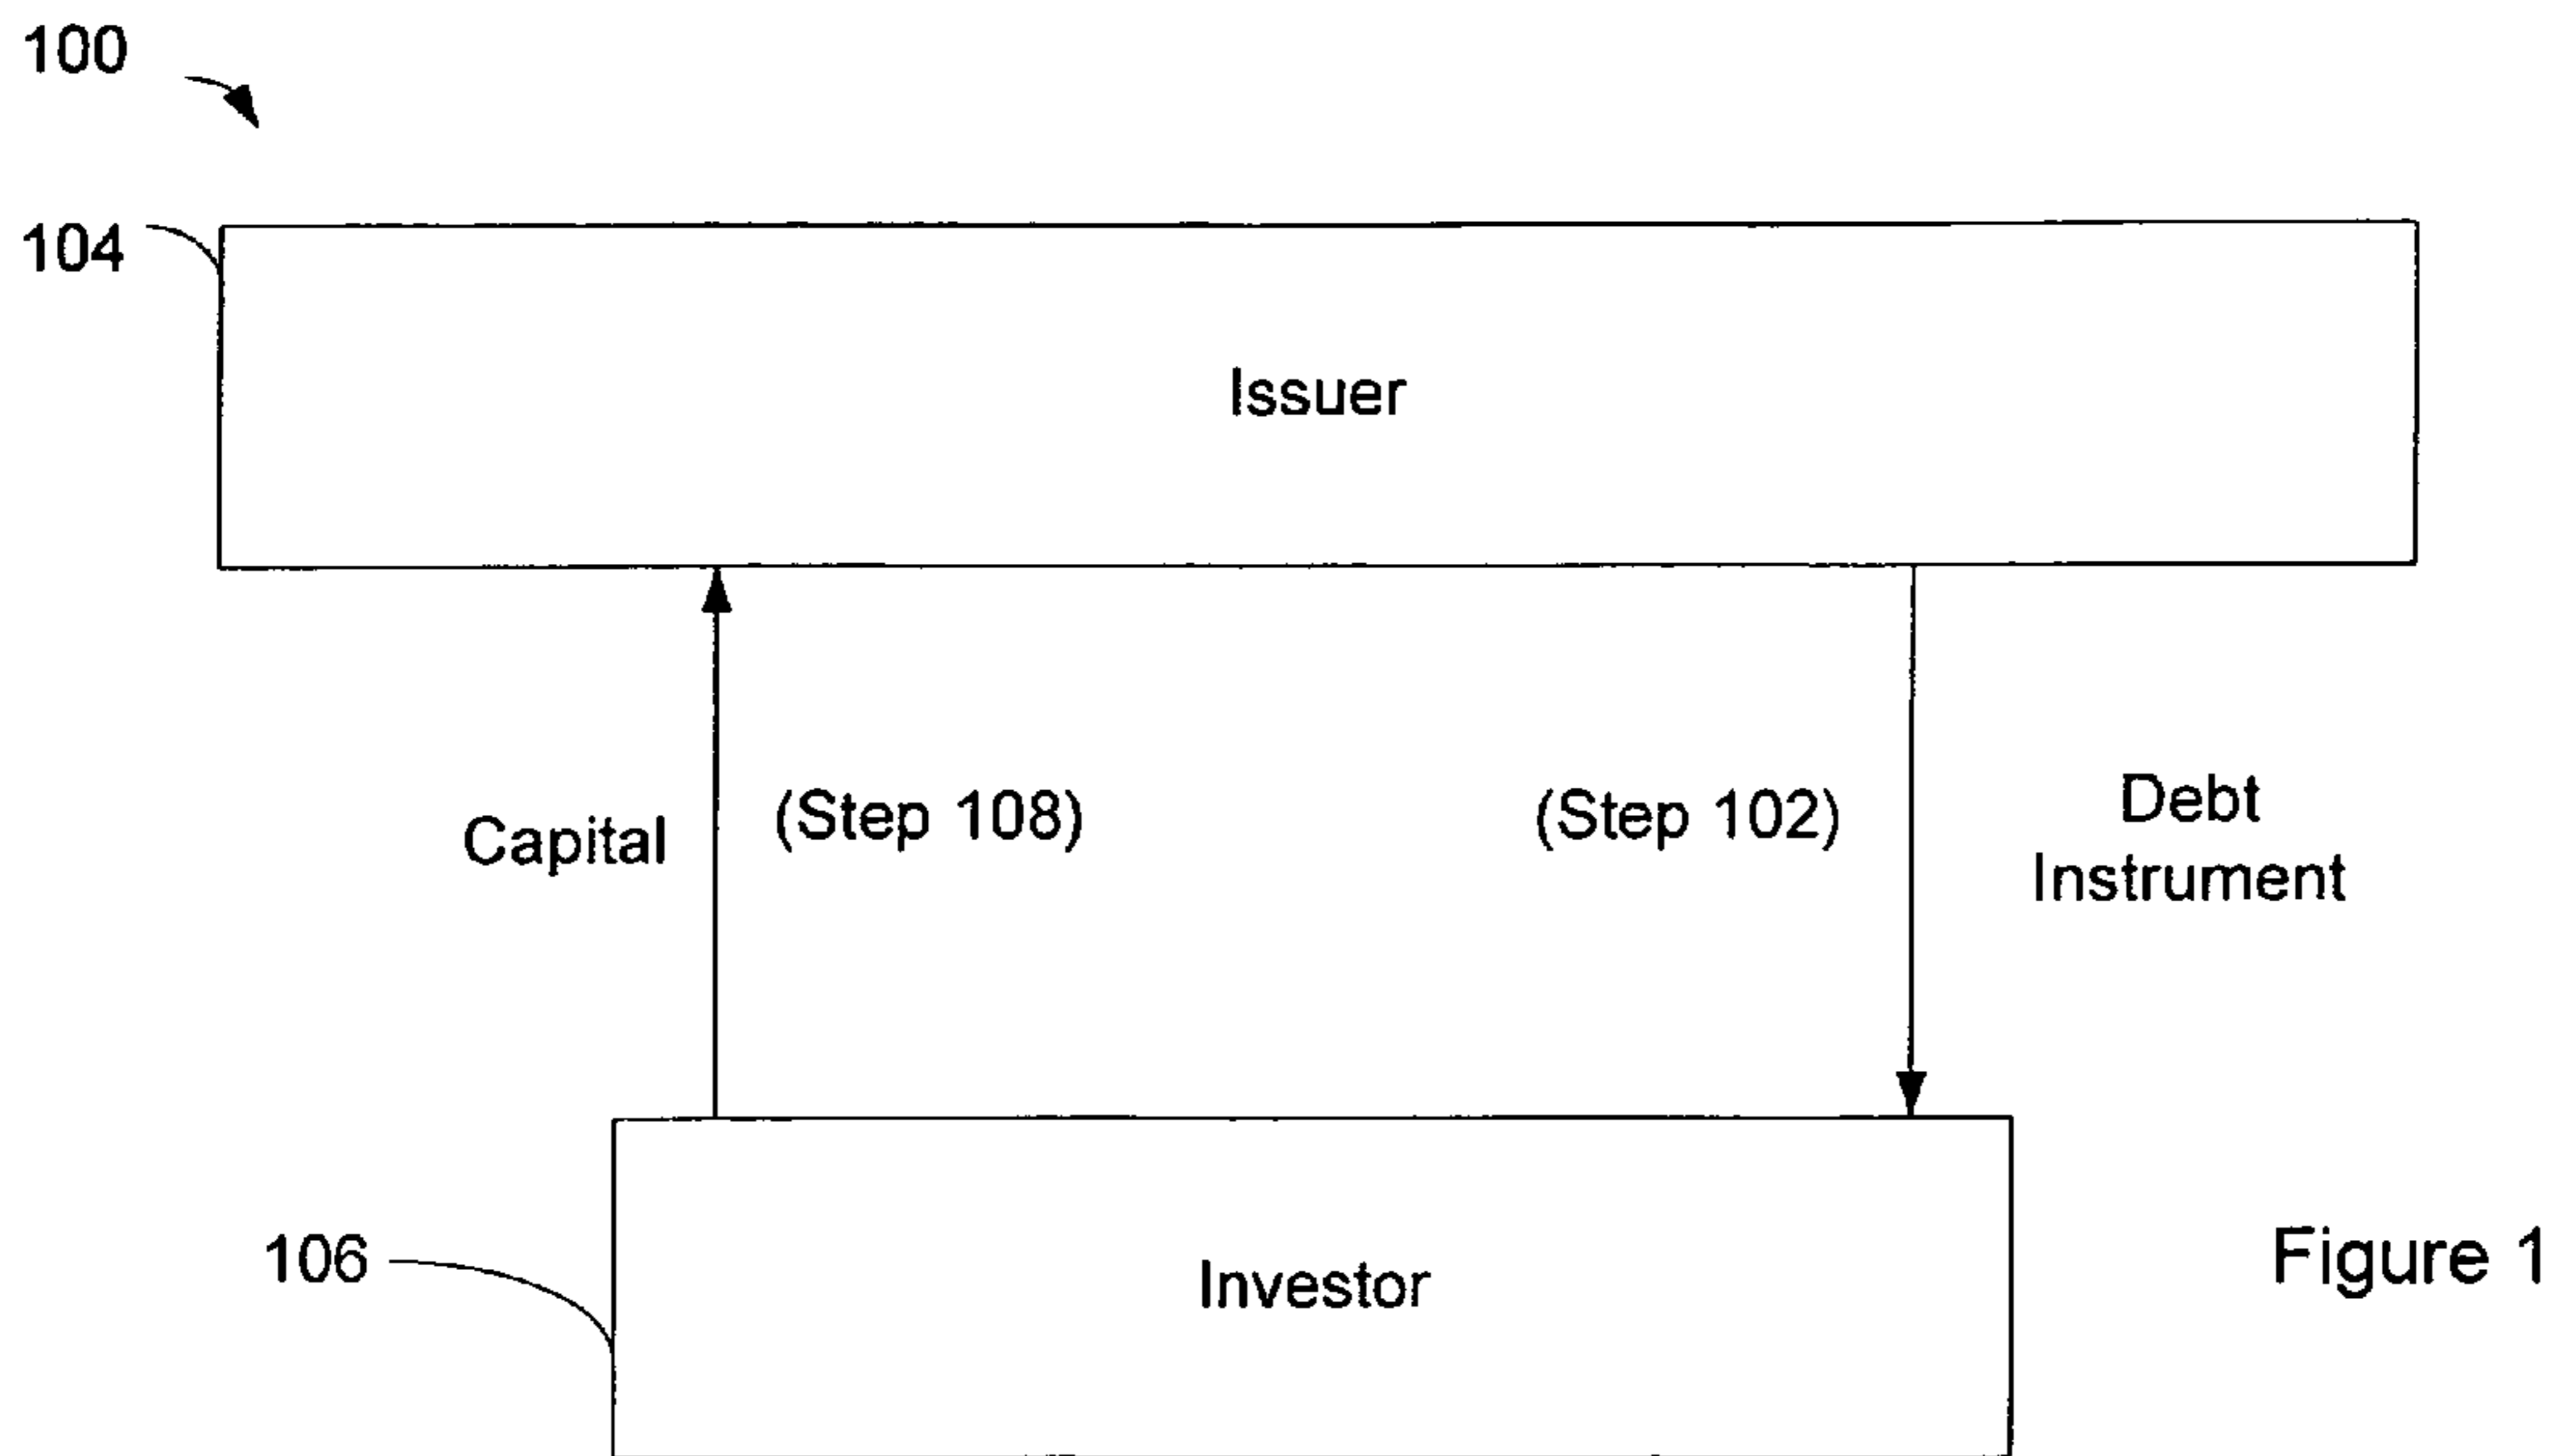 100
104
Issuer
Capital
(Step 108)
(Step 102)
Debt
Instrument
106
Investor
Figure 1